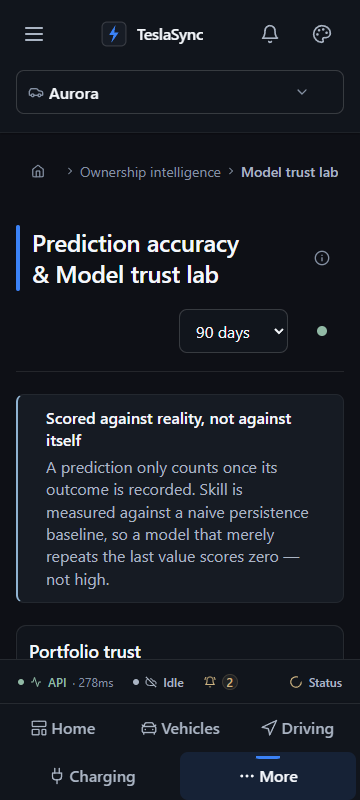 TeslaSync
Aurora
Ownership intelligence Model trust lab
Prediction accuracy
& Model trust lab
90 days
Scored against reality, not against
itself
A prediction only counts once its
outcome is recorded. Skill is
measured against a naive persistence
baseline, so a model that merely
repeats the last value scores zero —
not high.
Portfolio trust
API · 278ms Idle 2 Status
Home Vehicles Driving
Charging More